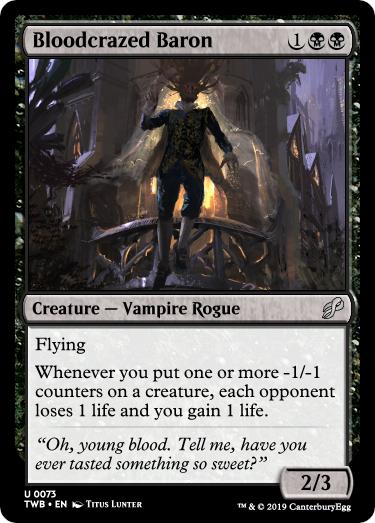 Bloodcrazed Baron 1
Creature — Vampire Rogue
Flying
Whenever you put one or more -1/-1
counters on a creature, each opponent
loses 1 life and you gain 1 life.
“Oh, young blood. Tell me, have you
ever tasted something so sweet?”
2/3
U 0073
TWB • EN Titus Lunter
™ & © 2019 CanterburyEgg